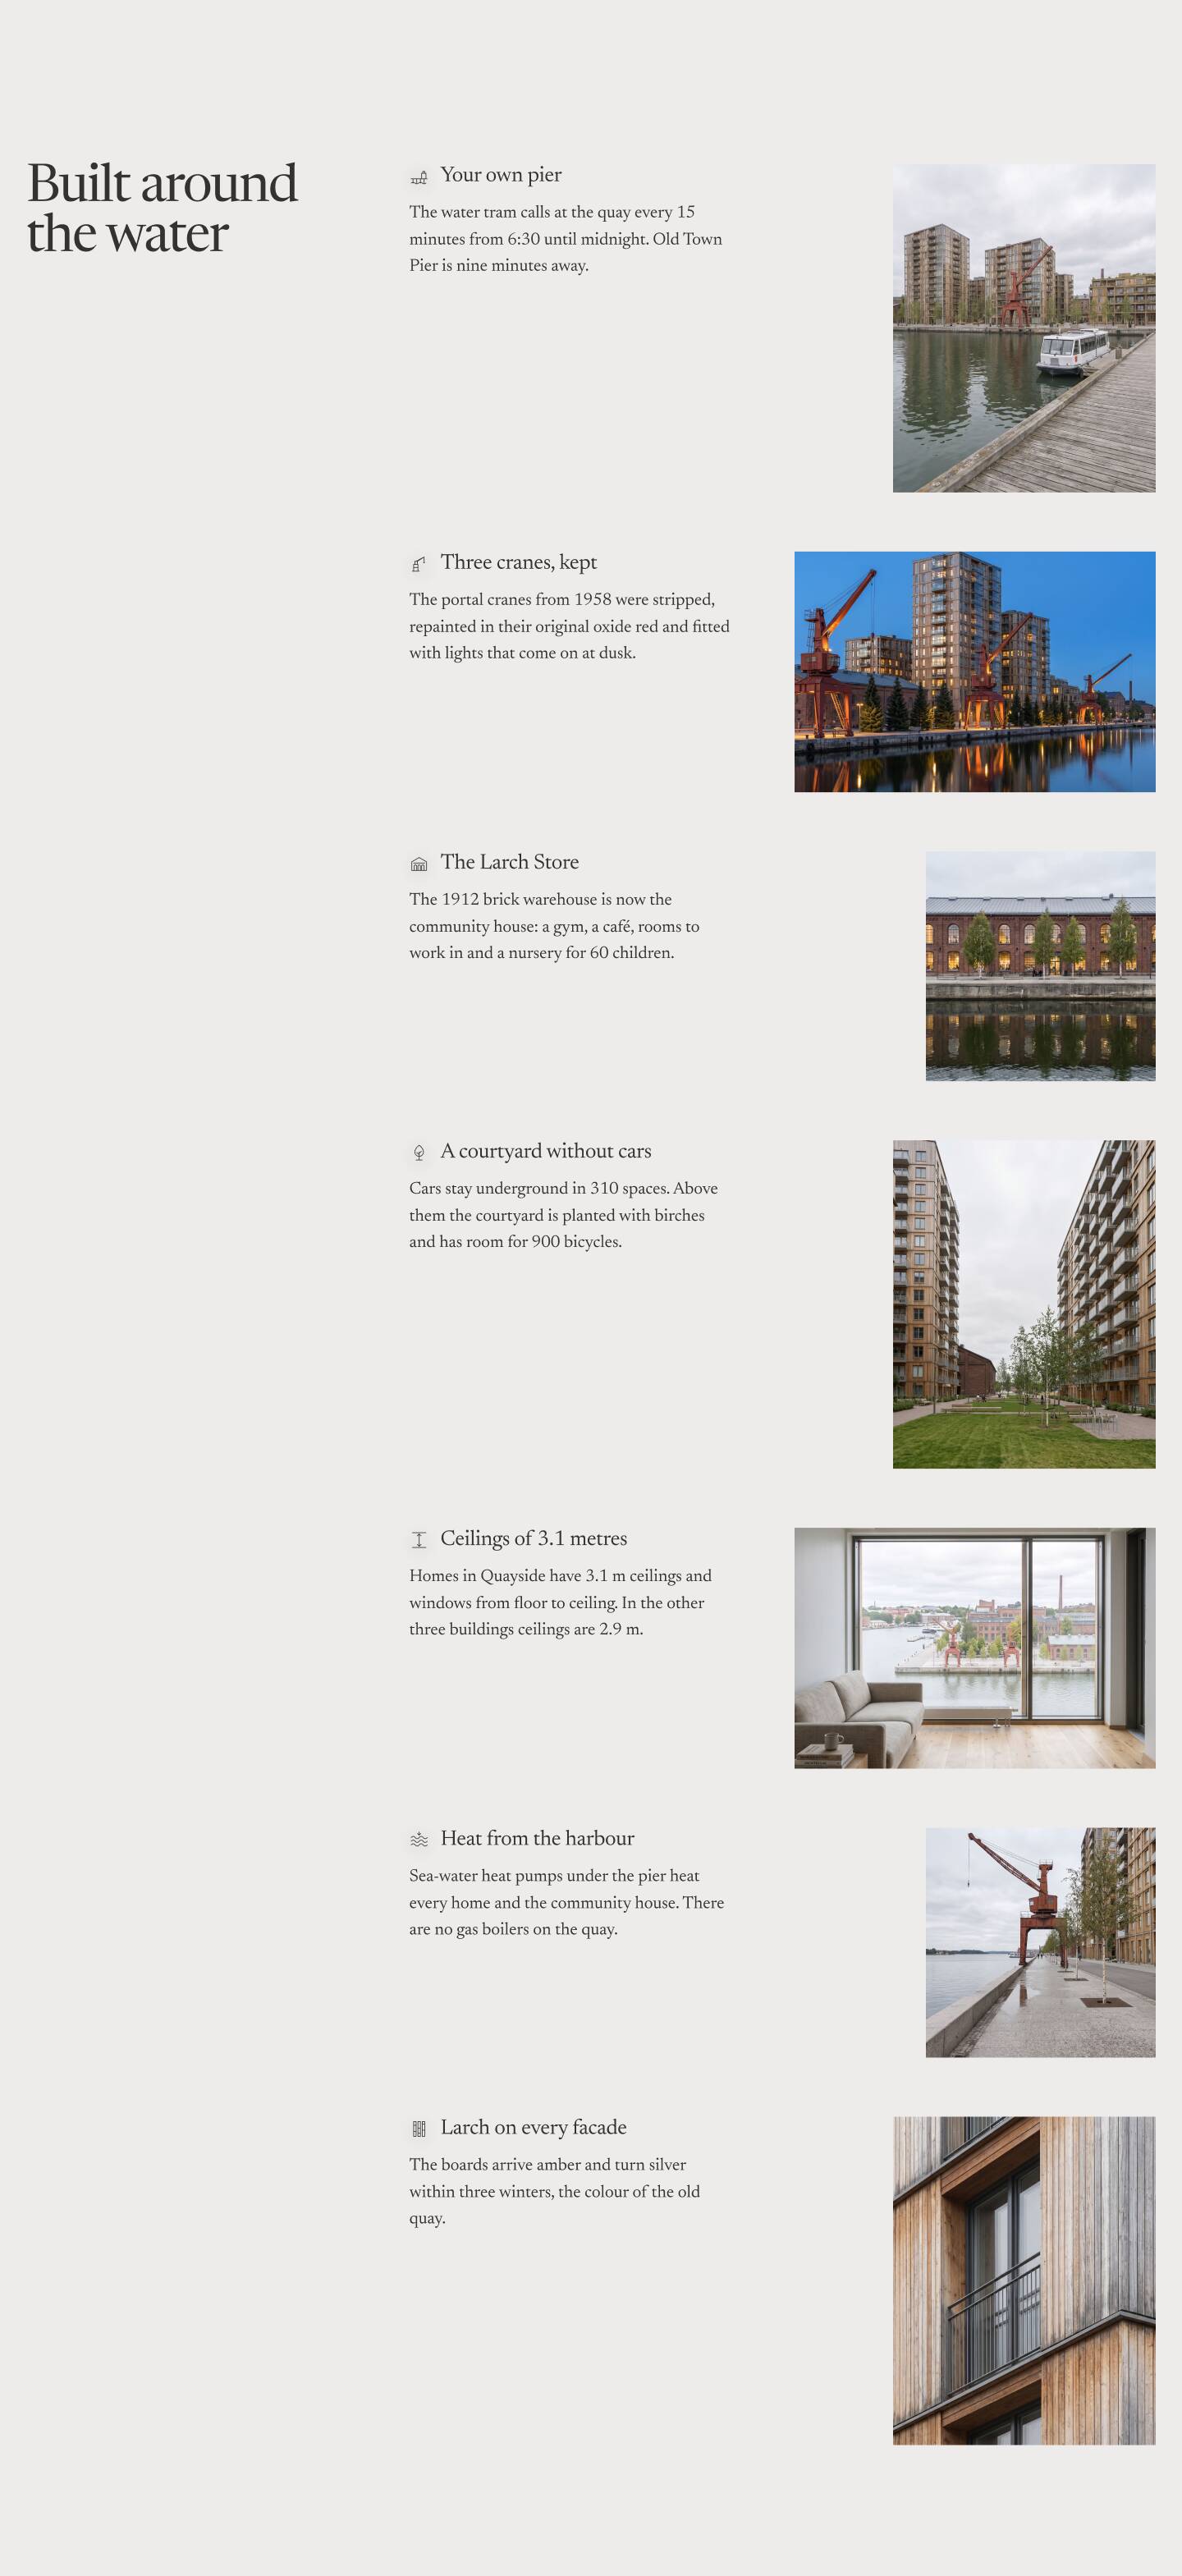 Built around
the water
Your own pier
The water tram calls at the quay every 15
minutes from 6:30 until midnight. Old Town
Pier is nine minutes away.
Three cranes, kept
The portal cranes from 1958 were stripped,
repainted in their original oxide red and fitted
with lights that come on at dusk.
The Larch Store
The 1912 brick warehouse is now the
community house: a gym, a café, rooms to
work in and a nursery for 60 children.
A courtyard without cars
Cars stay underground in 310 spaces. Above
them the courtyard is planted with birches
and has room for 900 bicycles.
Ceilings of 3.1 metres
Homes in Quayside have 3.1 m ceilings and
windows from floor to ceiling. In the other
three buildings ceilings are 2.9 m.
Heat from the harbour
Sea-water heat pumps under the pier heat
every home and the community house. There
are no gas boilers on the quay.
Larch on every facade
The boards arrive amber and turn silver
within three winters, the colour of the old
quay.